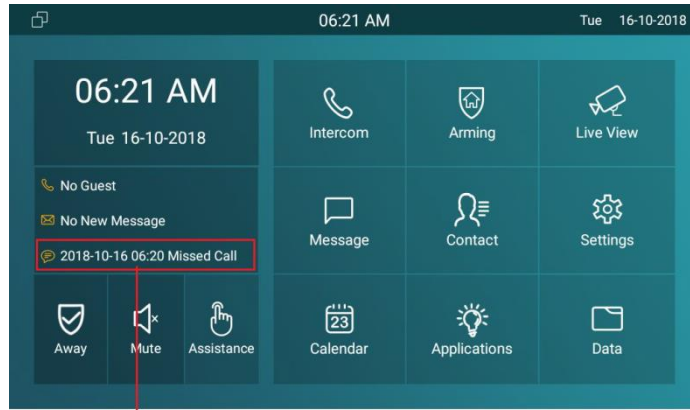 06:21 AM
Tue 16-10-2018
06:21 AM
Tue 16-10-2018
No Guest
No New Message
2018-10-16 06:20 Missed Call
Away
Mute
Assistance
Intercom
Arming
Live View
Message
Contact
Settings
23
Calendar
Applications
Data